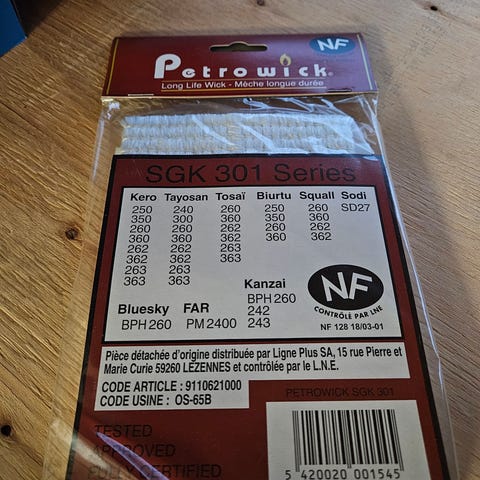 NF
Petrowick®
Long Life Wick - Mèche longue durée
SGK 301 Series
Kero Tayosan Tosaï Biurtu Squall Sodi
250 240 260 250 260 SD27
350 300 360 350 360
260 260 262 260 262
360 360 362 360 362
262 262 263
362 362 363
263 263
363 363
Kanzai
BPH 260
242
243
Bluesky FAR
BPH 260 PM 2400
NF
CONTRÔLÉ PAR LNE
NF 128 18/03-01
Pièce détachée d'origine distribuée par Ligne Plus SA, 15 rue Pierre et
Marie Curie 59260 LEZENNES et contrôlée par le L.N.E.
CODE ARTICLE : 9110621000
CODE USINE : OS-65B
PETROWICK SGK 301
TESTED
APPROVED
FULLY CERTIFIED
5 420020 001545